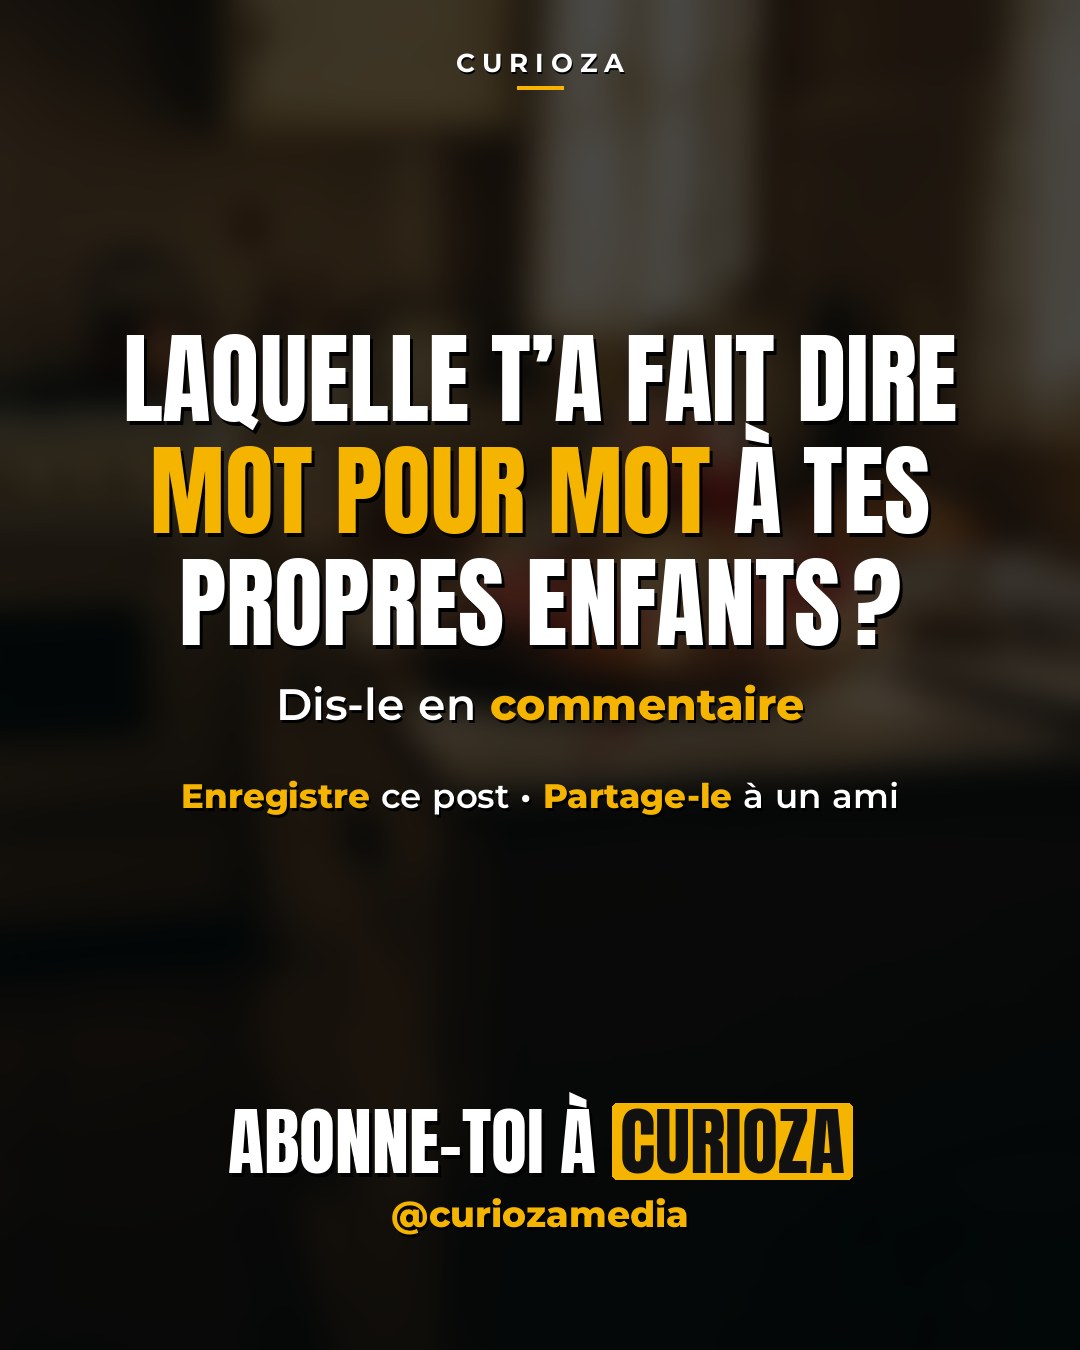 CURIOZA
LAQUELLE T’A FAIT DIRE
MOT POUR MOT À TES
PROPRES ENFANTS ?
Dis-le en commentaire
Enregistre ce post • Partage-le à un ami
ABONNE-TOI À CURIOZA
@curiozamedia